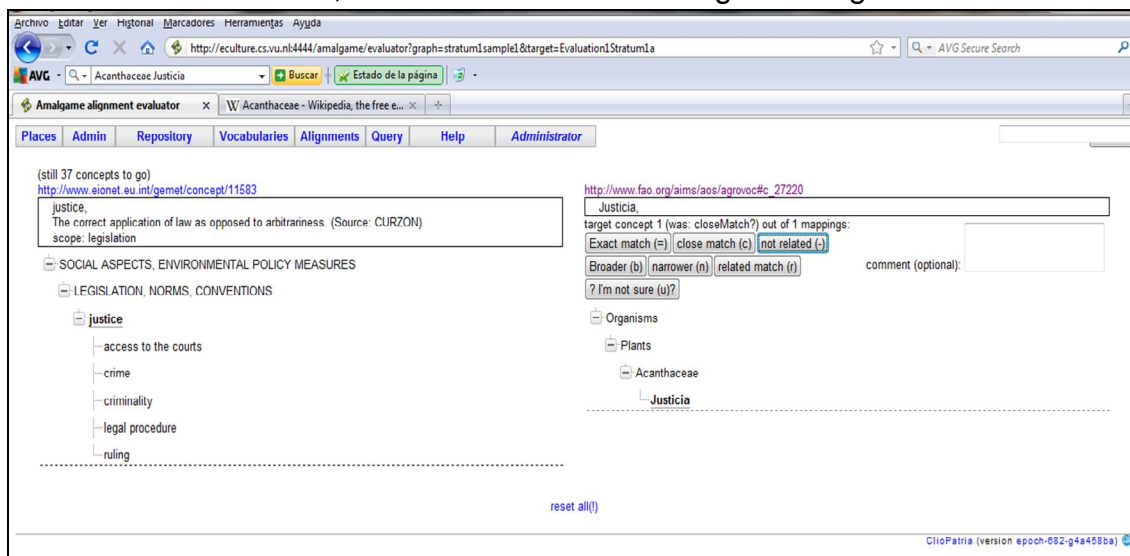 Archivo Editar Ver Historial Marcadores Herramientas Ayuda
http://eculture.cs.vu.nl:4444/amalgame/evaluator?graph=stratum1sample1&target=Evaluation1Stratum1a
AVG Secure Search
AVG Acanthaceae Justicia Buscar Estado de la página
Amalgame alignment evaluator x W Acanthaceae - Wikipedia, the free e... x
Places Admin Repository Vocabularies Alignments Query Help Administrator
(still 37 concepts to go)
http://www.eionet.eu.int/gemet/concept/11583
justice,
The correct application of law as opposed to arbitrariness. (Source: CURZON)
scope: legislation
SOCIAL ASPECTS, ENVIRONMENTAL POLICY MEASURES
LEGISLATION, NORMS, CONVENTIONS
justice
access to the courts
crime
criminality
legal procedure
ruling
http://www.fao.org/aims/aos/agrovoc#c_27220
Justicia,
target concept 1 (was: closeMatch?) out of 1 mappings:
Exact match (=) close match (c) not related (-)
Broader (b) narrower (n) related match (r) comment (optional):
? I'm not sure (u)?
Organisms
Plants
Acanthaceae
Justicia
reset all(!)
ClioPatria (version epoch-682-g4a458ba)